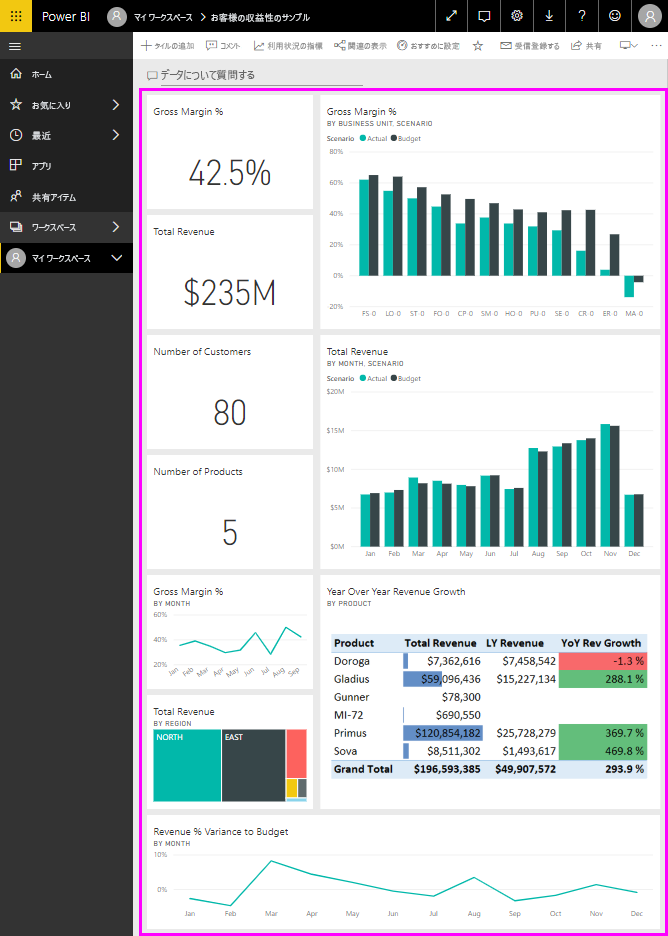 Power BI マイ ワークスペース > お客様の収益性のサンプル
タイルの追加 コメント 利用状況の指標 関連の表示 おすすめに設定 受信登録する 共有 ...
データについて質問する
ホーム
お気に入り
最近
アプリ
共有アイテム
ワークスペース
マイ ワークスペース
Gross Margin %
42.5%
Total Revenue
$235M
Number of Customers
80
Number of Products
5
Gross Margin %
BY BUSINESS UNIT, SCENARIO
Scenario Actual Budget
80%
60%
40%
20%
0%
20%
FS 0 LO 0 ST 0 FO 0 CP 0 SM 0 HO 0 PU 0 SE 0 CR 0 ER 0 MA 0
Total Revenue
BY MONTH, SCENARIO
Scenario Actual Budget
$20M
$15M
$10M
$5M
$0M
Jan Feb Mar Apr May Jun Jul Aug Sep Oct Nov Dec
Gross Margin %
BY MONTH
60%
40%
20%
Jan Feb Mar Apr May Jun Jul Aug Sep
Total Revenue
BY REGION
NORTH EAST
Year Over Year Revenue Growth
BY PRODUCT
Product Total Revenue LY Revenue YoY Rev Growth
Doroga $7,362,616 $7,458,542 -1.3 %
Gladius $59,096,436 $15,227,134 288.1 %
Gunner $78,300
MI-72 $690,550
Primus $120,854,182 $25,728,279 369.7 %
Sova $8,511,302 $1,493,617 469.8 %
Grand Total $196,593,385 $49,907,572 293.9 %
Revenue % Variance to Budget
BY MONTH
10%
0%
Jan Feb Mar Apr May Jun Jul Aug Sep Oct Nov Dec